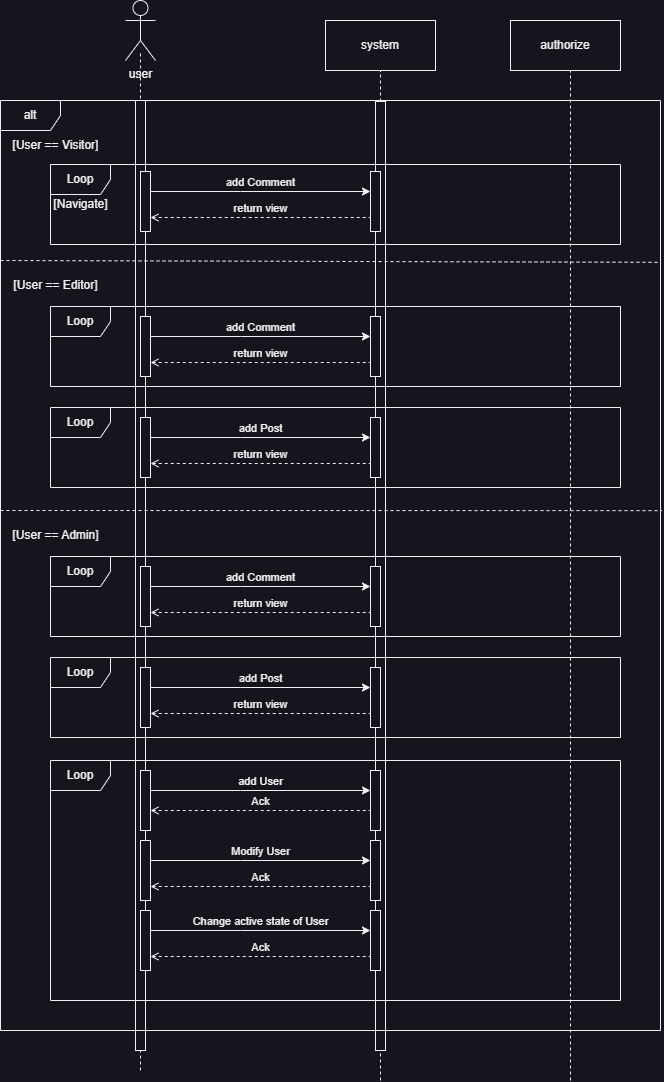 user
system
authorize
alt
[User == Visitor]
Loop
[Navigate]
add Comment
return view
[User == Editor]
Loop
add Comment
return view
Loop
add Post
return view
[User == Admin]
Loop
add Comment
return view
Loop
add Post
return view
Loop
add User
Ack
Modify User
Ack
Change active state of User
Ack